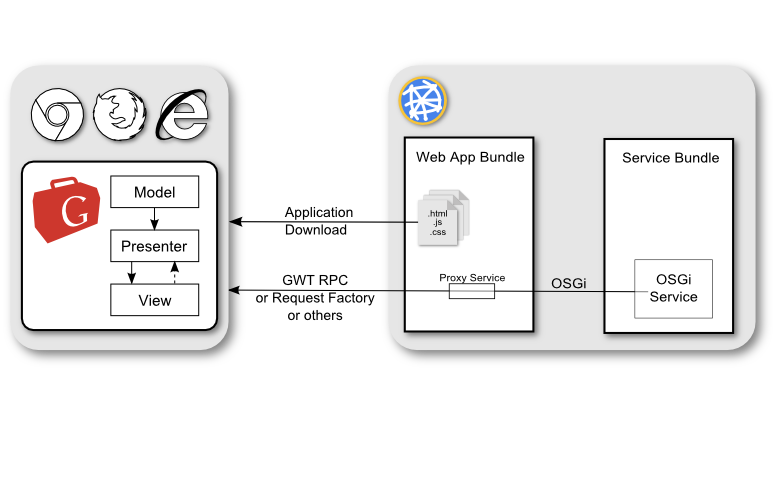 G
Model
Presenter
View
Application
Download
GWT RPC
or Request Factory
or others
Web App Bundle
.html
.js
.css
Proxy Service
OSGi
Service Bundle
OSGi
Service